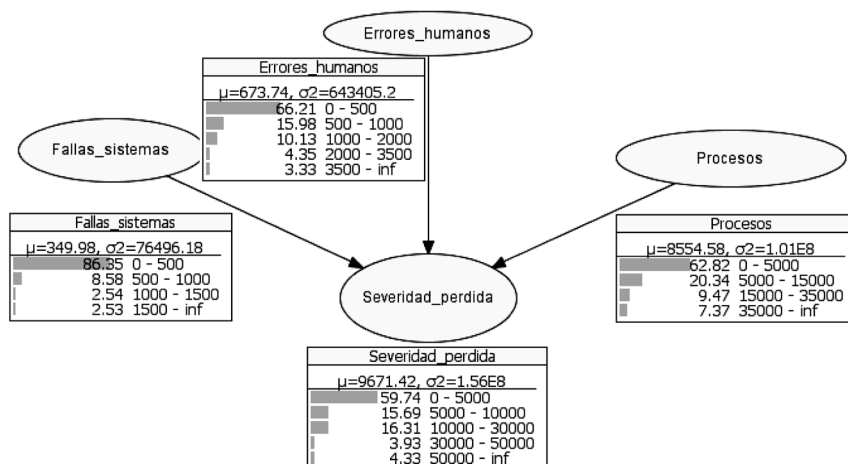 Errores_humanos
Errores_humanos
μ=673.74, σ2=643405.2
66.21 0 - 500
15.98 500 - 1000
10.13 1000 - 2000
4.35 2000 - 3500
3.33 3500 - inf
Fallas_sistemas
Procesos
Fallas_sistemas
μ=349.98, σ2=76496.18
86.35 0 - 500
8.58 500 - 1000
2.54 1000 - 1500
2.53 1500 - inf
Procesos
μ=8554.58, σ2=1.01E8
62.82 0 - 5000
20.34 5000 - 15000
9.47 15000 - 35000
7.37 35000 - inf
Severidad_perdida
Severidad_perdida
μ=9671.42, σ2=1.56E8
59.74 0 - 5000
15.69 5000 - 10000
16.31 10000 - 30000
3.93 30000 - 50000
4.33 50000 - inf